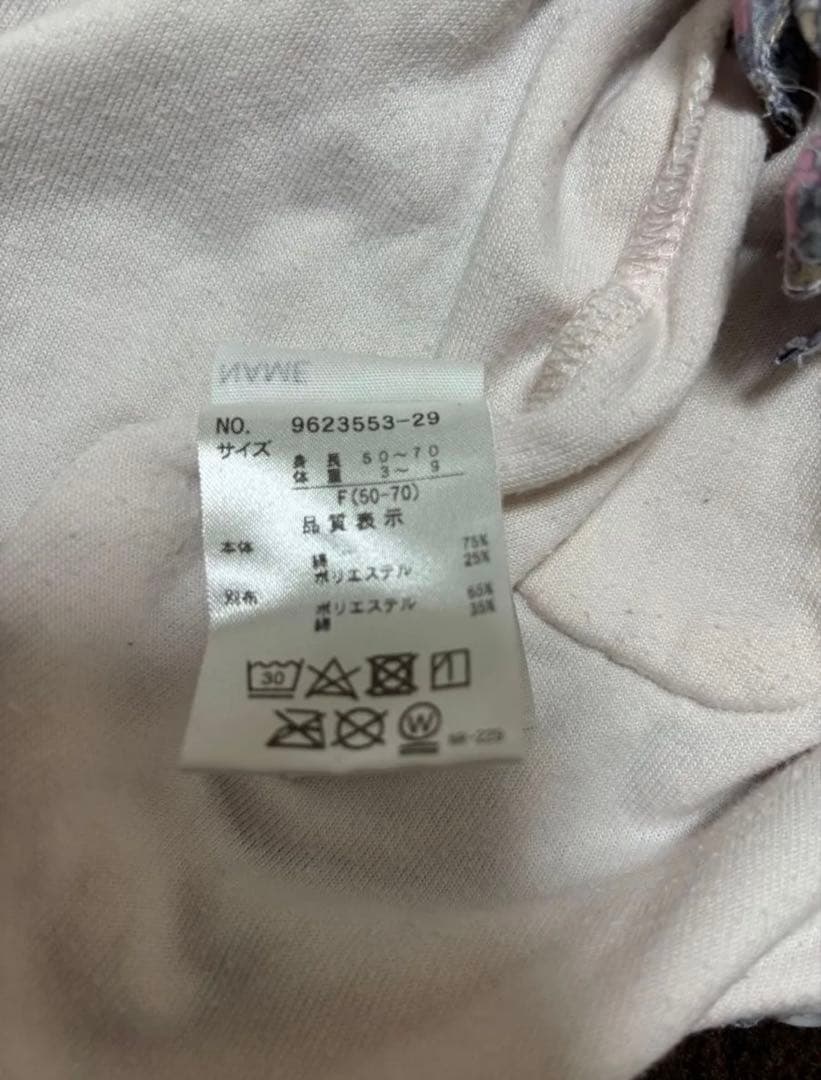 NAME
NO. 9623553-29
サイズ
身長 50~70
体重 3~ 9
F(50-70)
品質表示
本体 綿 75%
ポリエステル 25%
別布 ポリエステル 65%
綿 35%
30
W